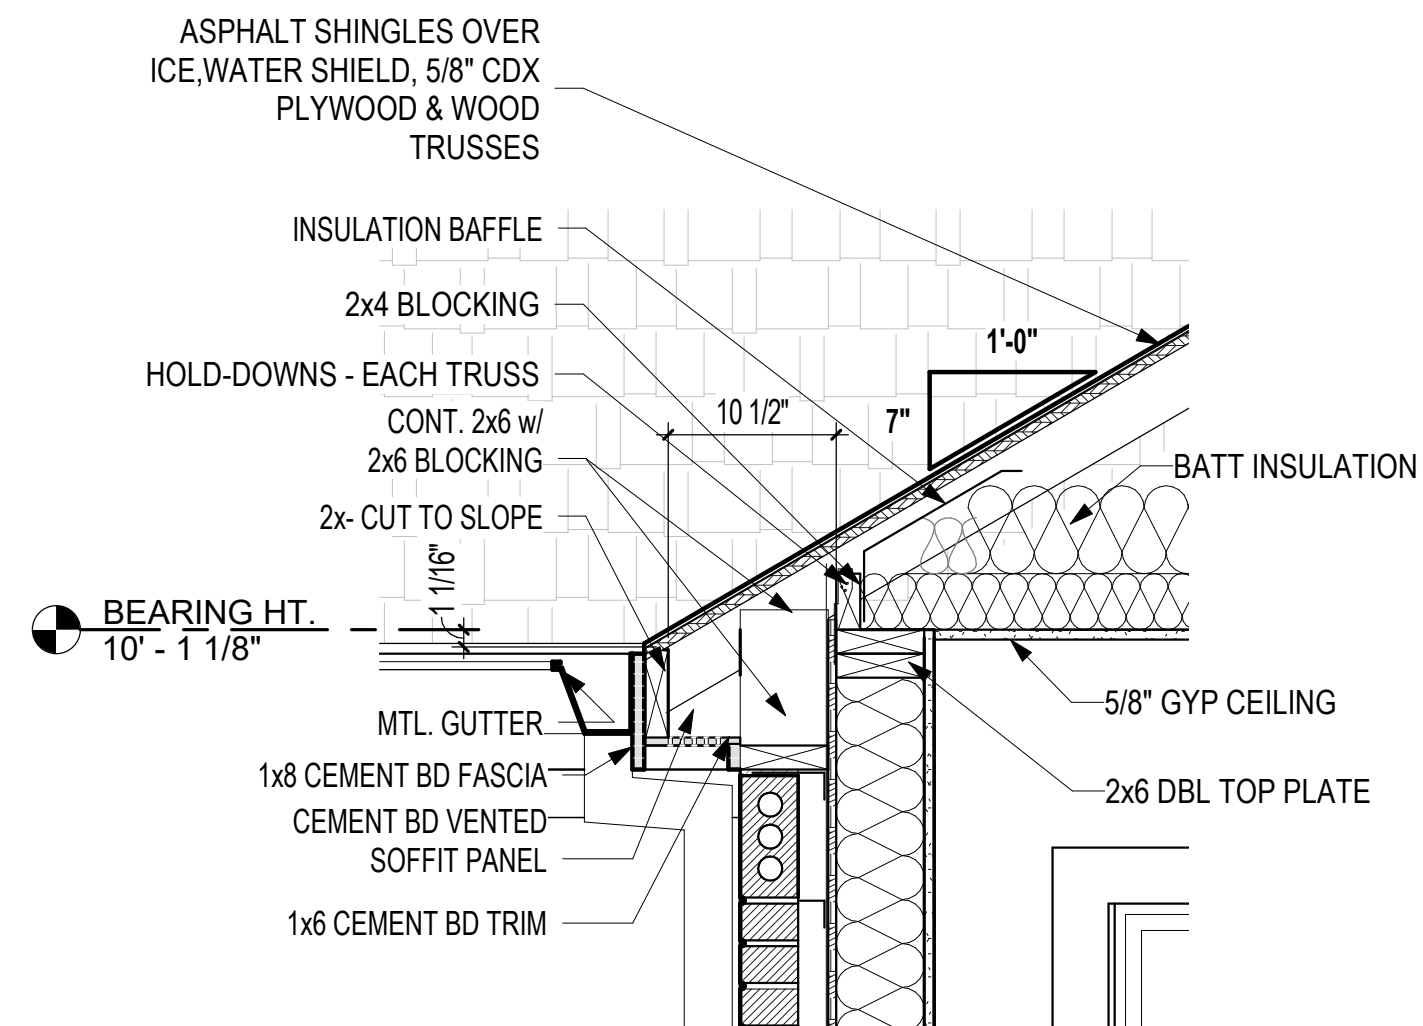 ASPHALT SHINGLES OVER
ICE,WATER SHIELD, 5/8" CDX
PLYWOOD & WOOD
TRUSSES
INSULATION BAFFLE
2x4 BLOCKING
1'-0"
HOLD-DOWNS - EACH TRUSS
10 1/2"
7"
CONT. 2x6 w/
2x6 BLOCKING
BATT INSULATION
2x- CUT TO SLOPE
1 1/16"
BEARING HT.
10' - 1 1/8"
5/8" GYP CEILING
MTL. GUTTER
1x8 CEMENT BD FASCIA
2x6 DBL TOP PLATE
CEMENT BD VENTED
SOFFIT PANEL
1x6 CEMENT BD TRIM